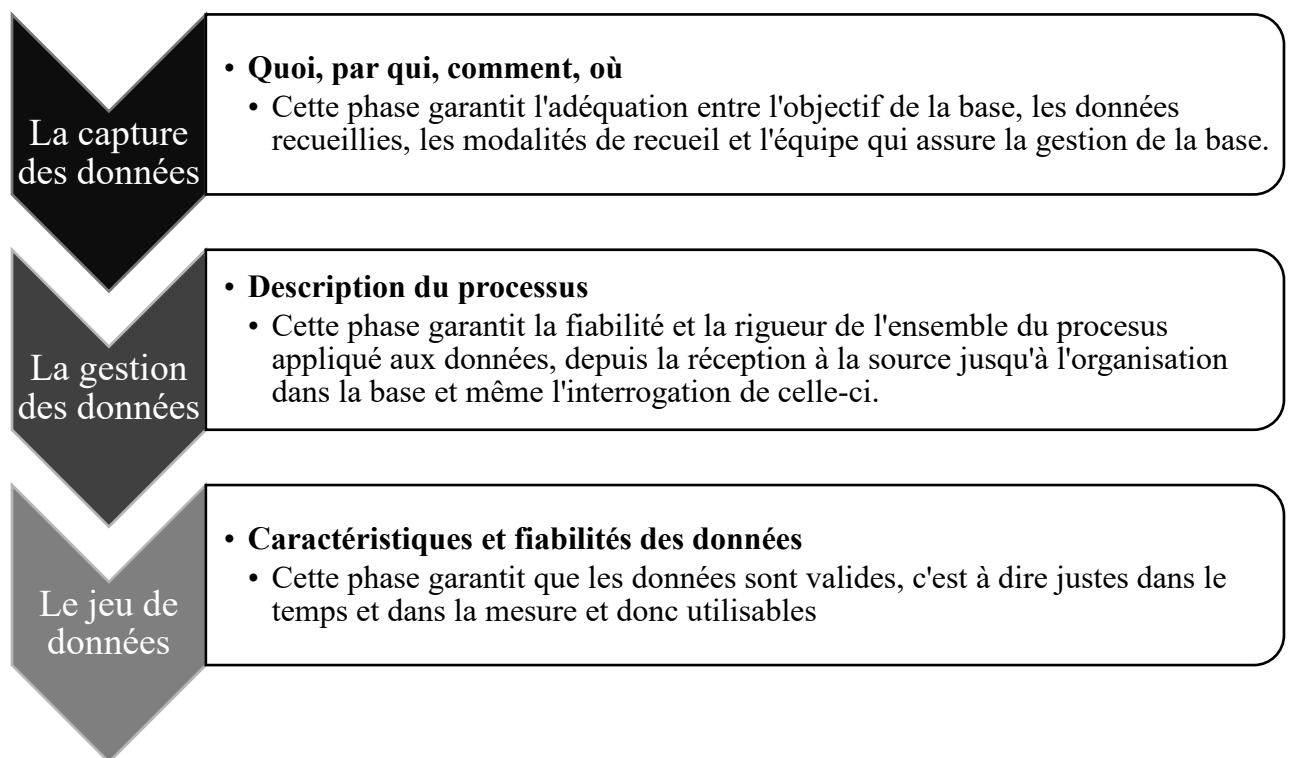 La capture
des données
• Quoi, par qui, comment, où
• Cette phase garantit l'adéquation entre l'objectif de la base, les données
recueillies, les modalités de recueil et l'équipe qui assure la gestion de la base.
La gestion
des données
• Description du processus
• Cette phase garantit la fiabilité et la rigueur de l'ensemble du procesus
appliqué aux données, depuis la réception à la source jusqu'à l'organisation
dans la base et même l'interrogation de celle-ci.
Le jeu de
données
• Caractéristiques et fiabilités des données
• Cette phase garantit que les données sont valides, c'est à dire justes dans le
temps et dans la mesure et donc utilisables